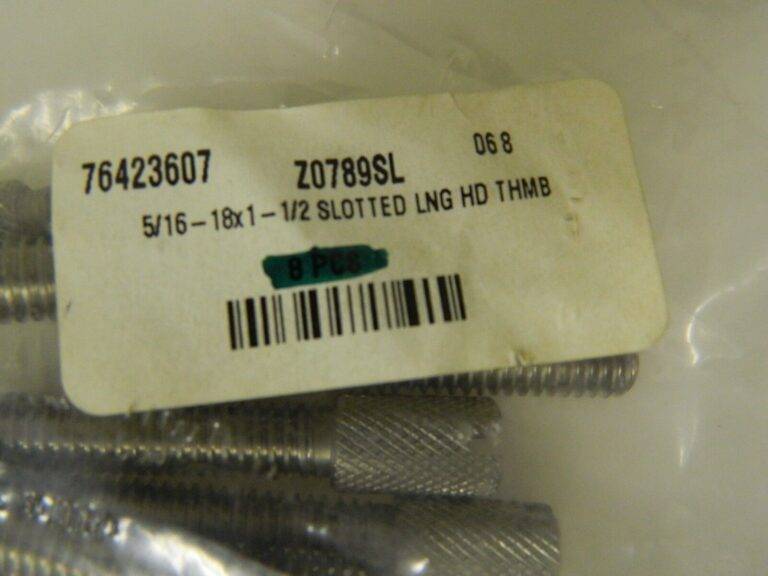 76423607 Z0789SL 068
5/16-18x1-1/2 SLOTTED LNG HD THMB
8 PCS